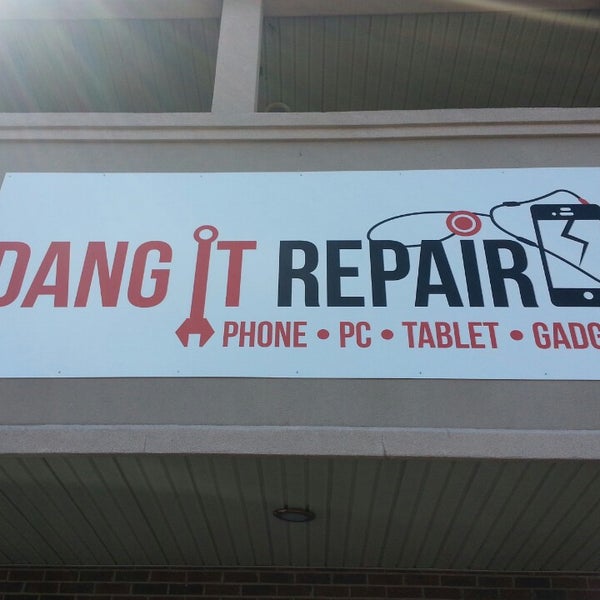 DANG IT REPAIR
PHONE • PC • TABLET • GADG